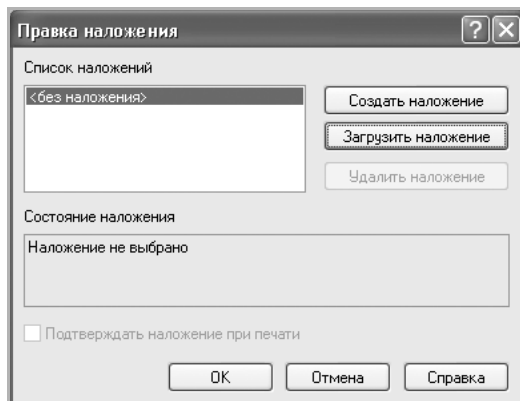 Правка наложения
Список наложений
<без наложения>
Создать наложение
Загрузить наложение
Удалить наложение
Состояние наложения
Наложение не выбрано
Подтверждать наложение при печати
OK
Отмена
Справка